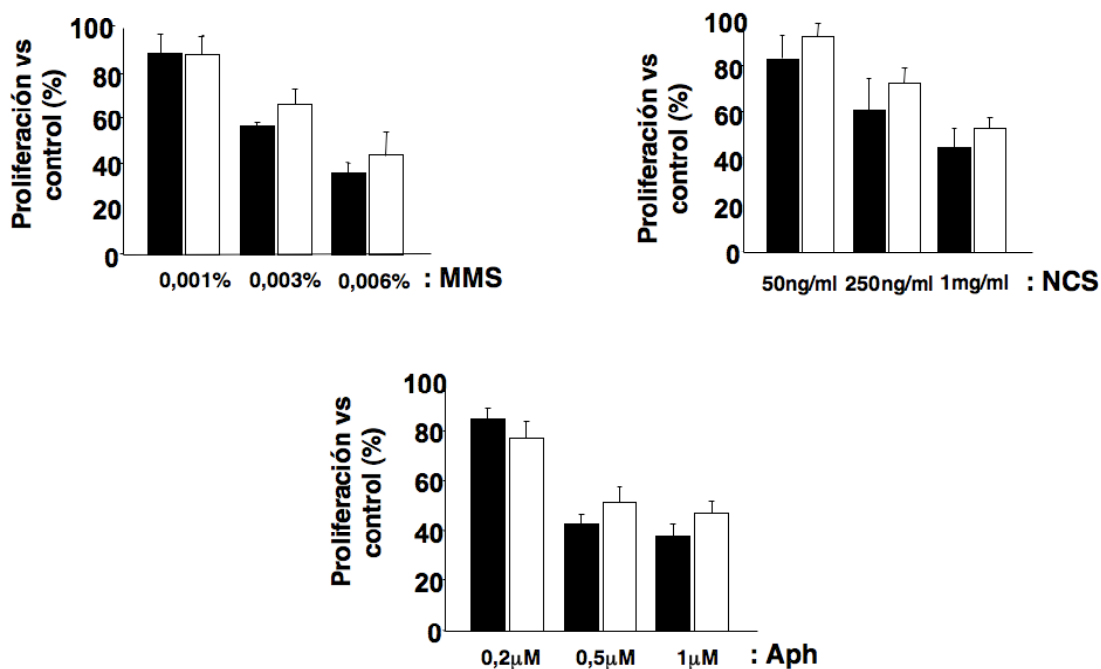 Proliferación vs
control (%)
100
80
60
40
20
0
0,001% 0,003% 0,006% : MMS
Proliferación vs
control (%)
100
80
60
40
20
0
50ng/ml 250ng/ml 1mg/ml : NCS
Proliferación vs
control (%)
100
80
60
40
20
0
0,2µM 0,5µM 1µM : Aph